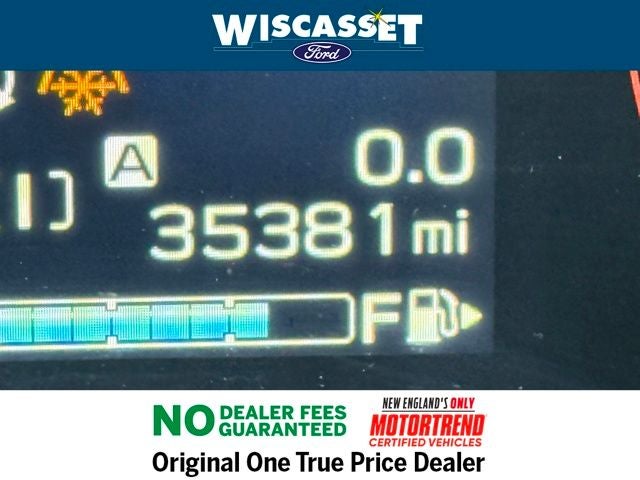 WISCASSET
Ford
A
0.0
35381 mi
F
NO DEALER FEES GUARANTEED
NEW ENGLAND'S ONLY
MOTORTREND
CERTIFIED VEHICLES
Original One True Price Dealer